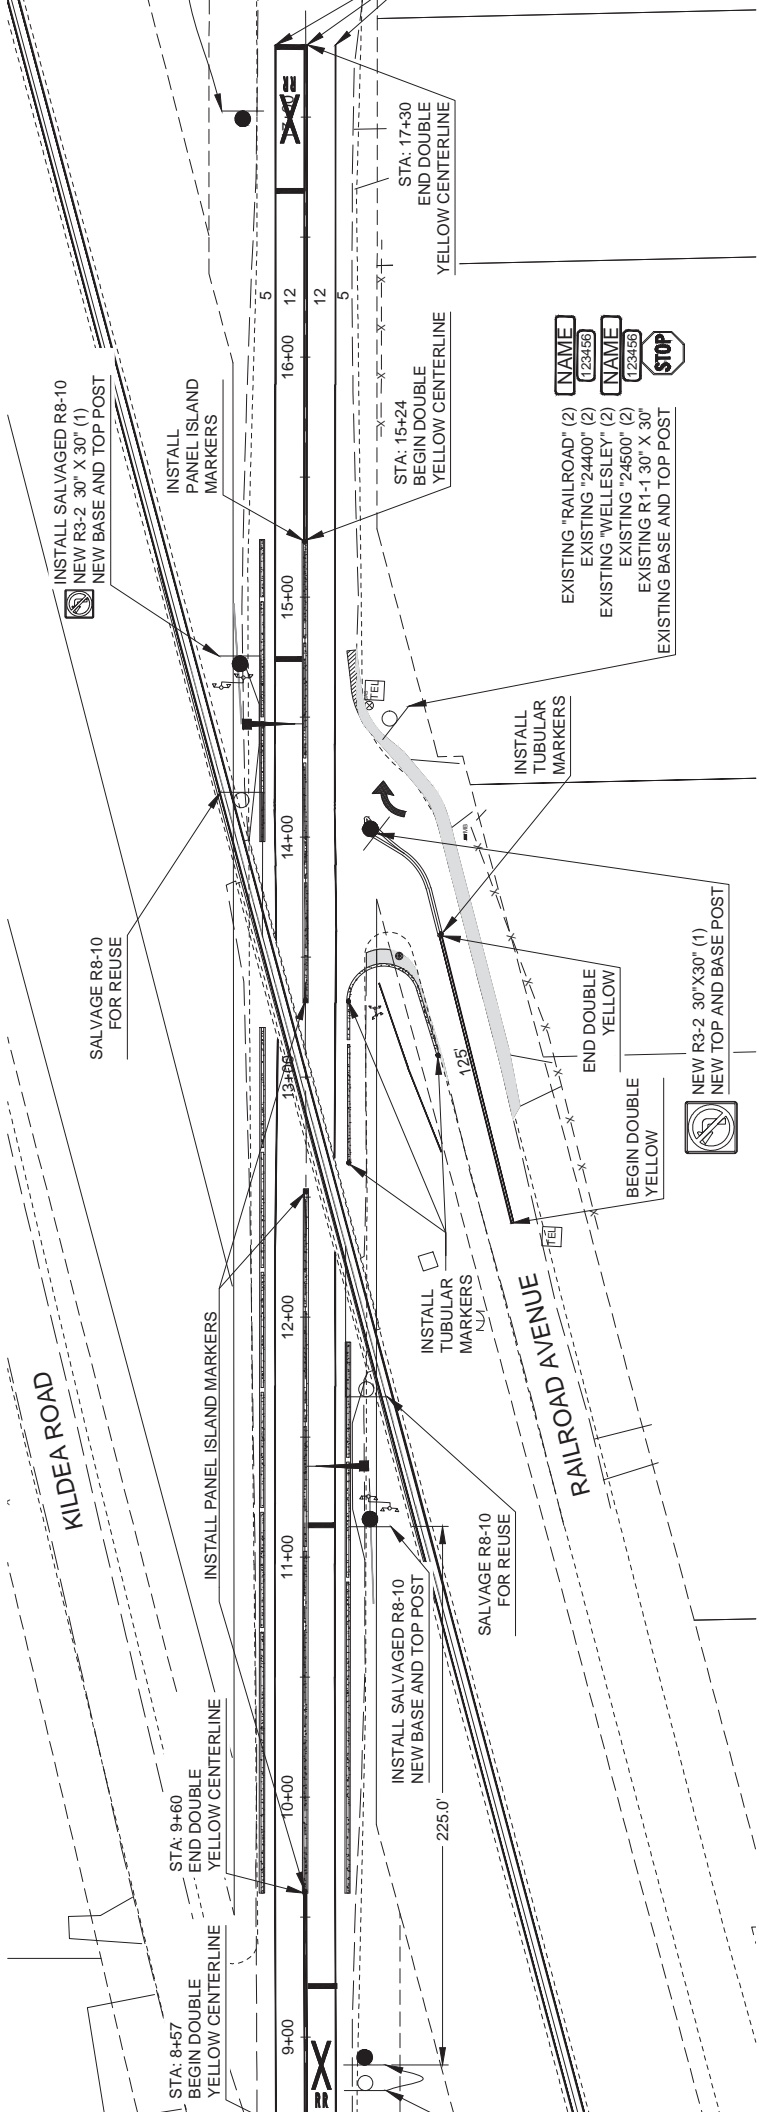 STA: 17+30
END DOUBLE
YELLOW CENTERLINE
5
12
12
5
16+00
INSTALL SALVAGED R8-10
NEW R3-2 30" X 30" (1)
NEW BASE AND TOP POST
INSTALL
PANEL ISLAND
MARKERS
STA: 15+24
BEGIN DOUBLE
YELLOW CENTERLINE
NAME
123456
NAME
123456
STOP
EXISTING "RAILROAD" (2)
EXISTING "24400" (2)
EXISTING "WELLESLEY" (2)
EXISTING "24500" (2)
EXISTING R1-1 30" X 30"
EXISTING BASE AND TOP POST
15+00
TEL
INSTALL
TUBULAR
MARKERS
14+00
MB
SALVAGE R8-10
FOR REUSE
NEW R3-2 30"X30" (1)
NEW TOP AND BASE POST
END DOUBLE
YELLOW
13+00
125'
BEGIN DOUBLE
YELLOW
TEL
INSTALL
TUBULAR
MARKERS
RAILROAD AVENUE
12+00
INSTALL PANEL ISLAND MARKERS
KILDEA ROAD
11+00
SALVAGE R8-10
FOR REUSE
INSTALL SALVAGED R8-10
NEW BASE AND TOP POST
225.0'
10+00
STA: 9+60
END DOUBLE
YELLOW CENTERLINE
STA: 8+57
BEGIN DOUBLE
YELLOW CENTERLINE
9+00
RR